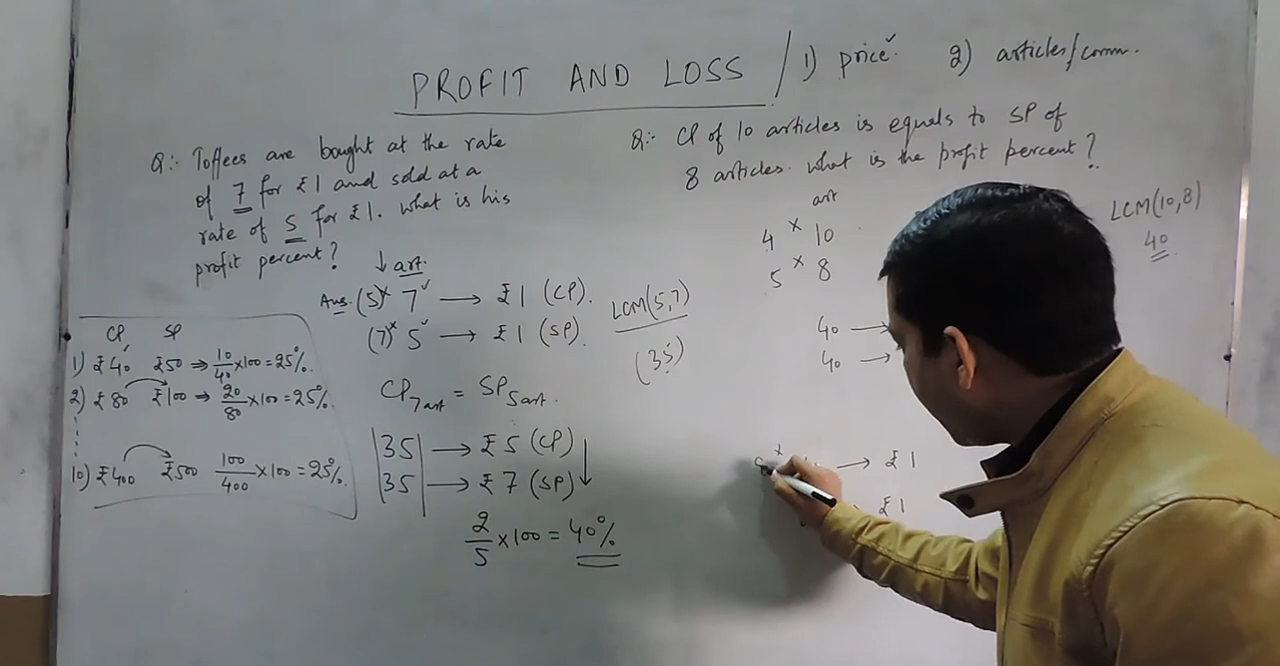 PROFIT AND LOSS / 1) price✓ 2) articles/comm.
Q:- Toffees are bought at the rate
of 7 for ₹1 and sold at a
rate of 5 for ₹1. what is his
profit percent?
↓ art.
Ans. (5)× 7✓ → ₹1 (CP).
(7)× 5✓ → ₹1 (SP).
LCM(5,7)
(35)
CP7art = SP5art.
35 → ₹5 (CP)
35 → ₹7 (SP)
2/5 ×100 = 40%
CP, SP
1) ₹40 ₹50 ⇒ 10/40 ×100 = 25%.
2) ₹80 ₹100 → 20/80 ×100 = 25%.
10) ₹400 ₹500 100/400 ×100 = 25%.
Q:- CP of 10 articles is equals to SP of
8 articles. what is the profit percent?
art
4 × 10
5 × 8
LCM(10,8)
40
40 →
40 →
× → ₹1
₹1